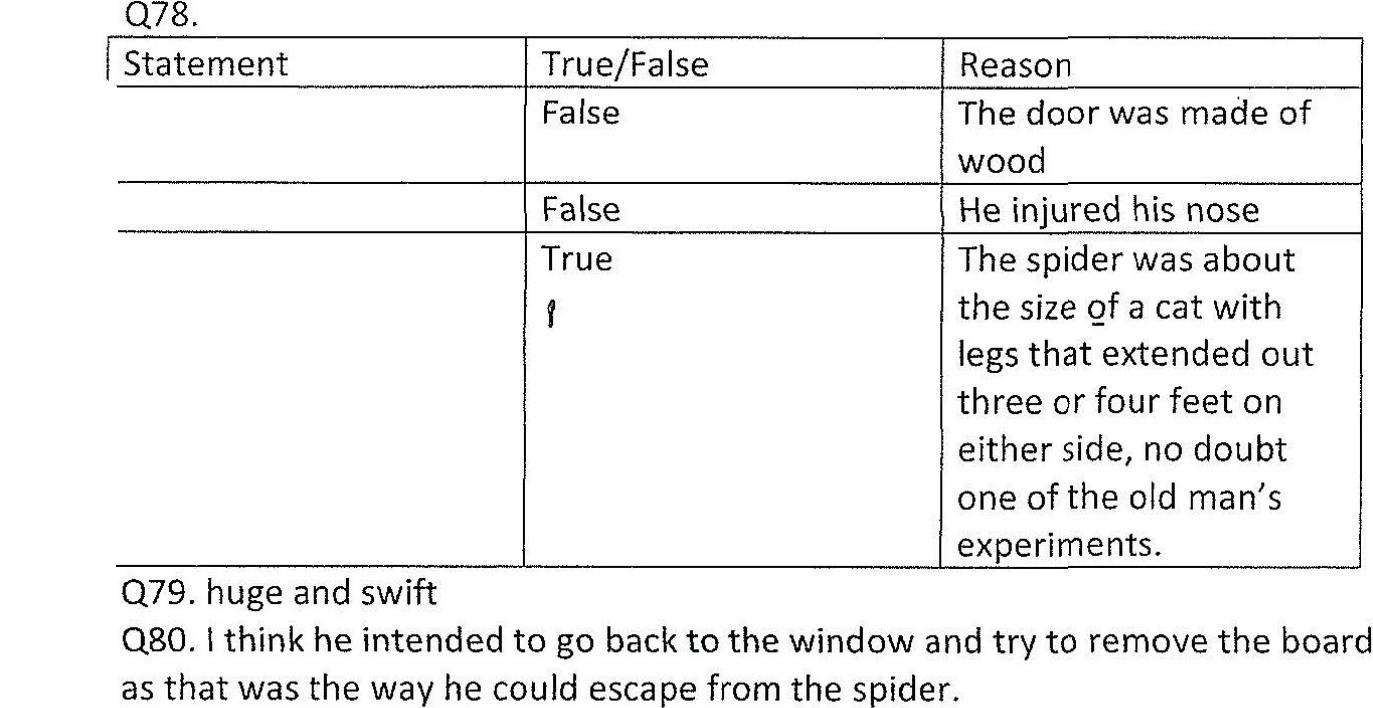 Q78.
Statement True/False Reason
False The door was made of
wood
False He injured his nose
True The spider was about
the size of a cat with
legs that extended out
three or four feet on
either side, no doubt
one of the old man's
experiments.
Q79. huge and swift
Q80. I think he intended to go back to the window and try to remove the board
as that was the way he could escape from the spider.